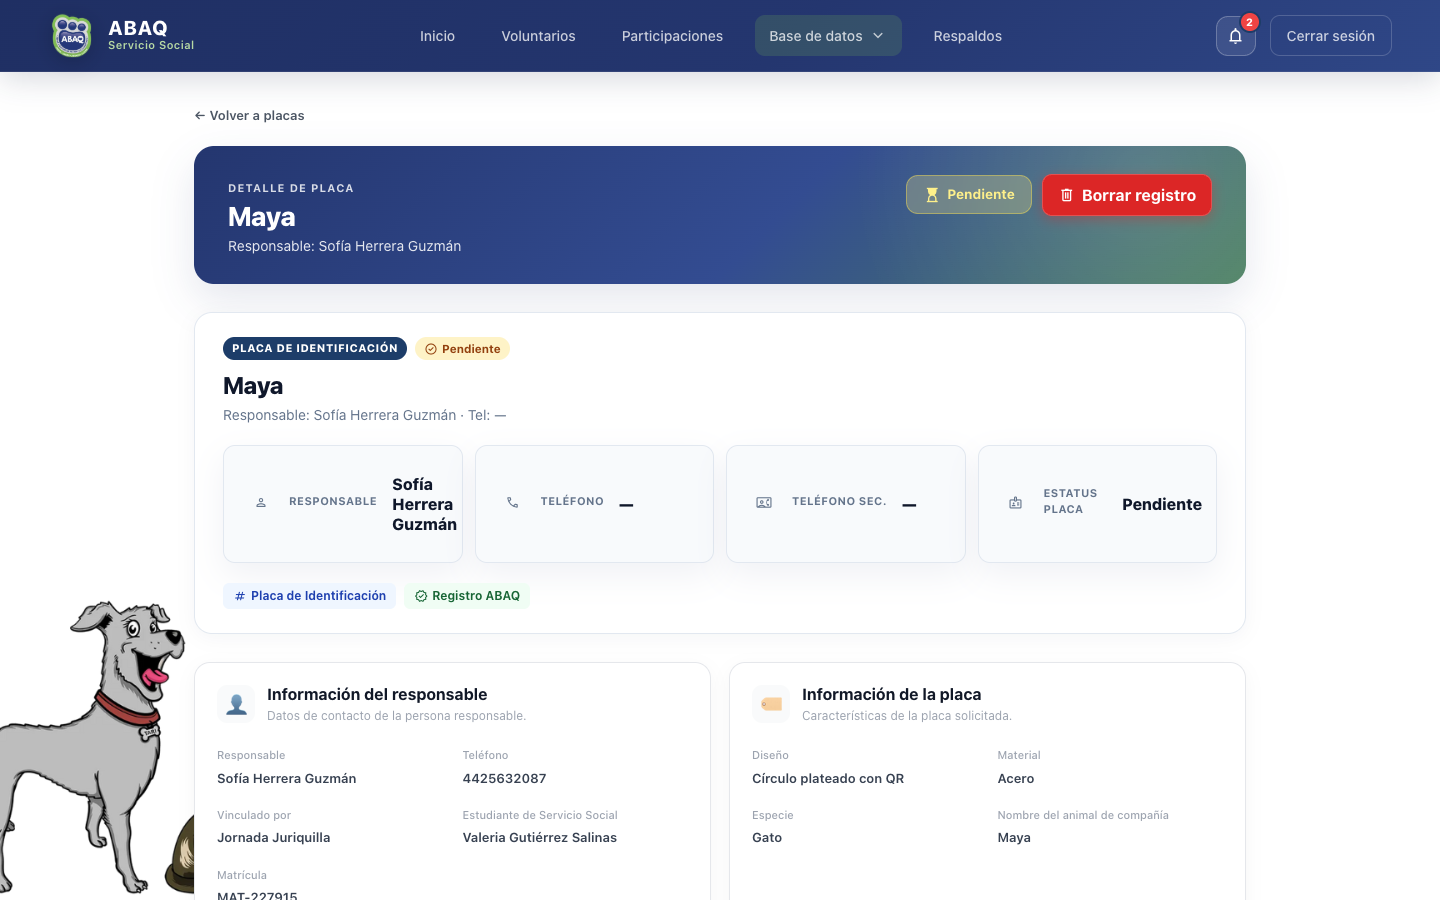 ABAQ
Servicio Social
ABAQ
Inicio
Voluntarios
Participaciones
Base de datos
Respaldos
2
Cerrar sesión
← Volver a placas
DETALLE DE PLACA
Maya
Responsable: Sofía Herrera Guzmán
Pendiente
Borrar registro
PLACA DE IDENTIFICACIÓN
Pendiente
Maya
Responsable: Sofía Herrera Guzmán · Tel: —
RESPONSABLE
Sofía
Herrera
Guzmán
TELÉFONO
—
TELÉFONO SEC.
—
ESTATUS
PLACA
Pendiente
# Placa de Identificación
Registro ABAQ
Información del responsable
Datos de contacto de la persona responsable.
Responsable
Sofía Herrera Guzmán
Teléfono
4425632087
Vinculado por
Jornada Juriquilla
Estudiante de Servicio Social
Valeria Gutiérrez Salinas
Matrícula
MAT-227915
Información de la placa
Características de la placa solicitada.
Diseño
Círculo plateado con QR
Material
Acero
Especie
Gato
Nombre del animal de compañía
Maya